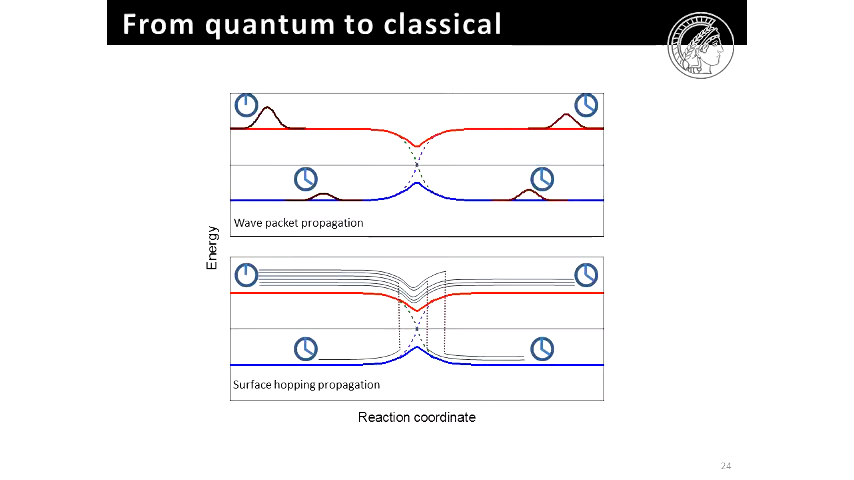 From quantum to classical
Wave packet propagation
Energy
Surface hopping propagation
Reaction coordinate
24